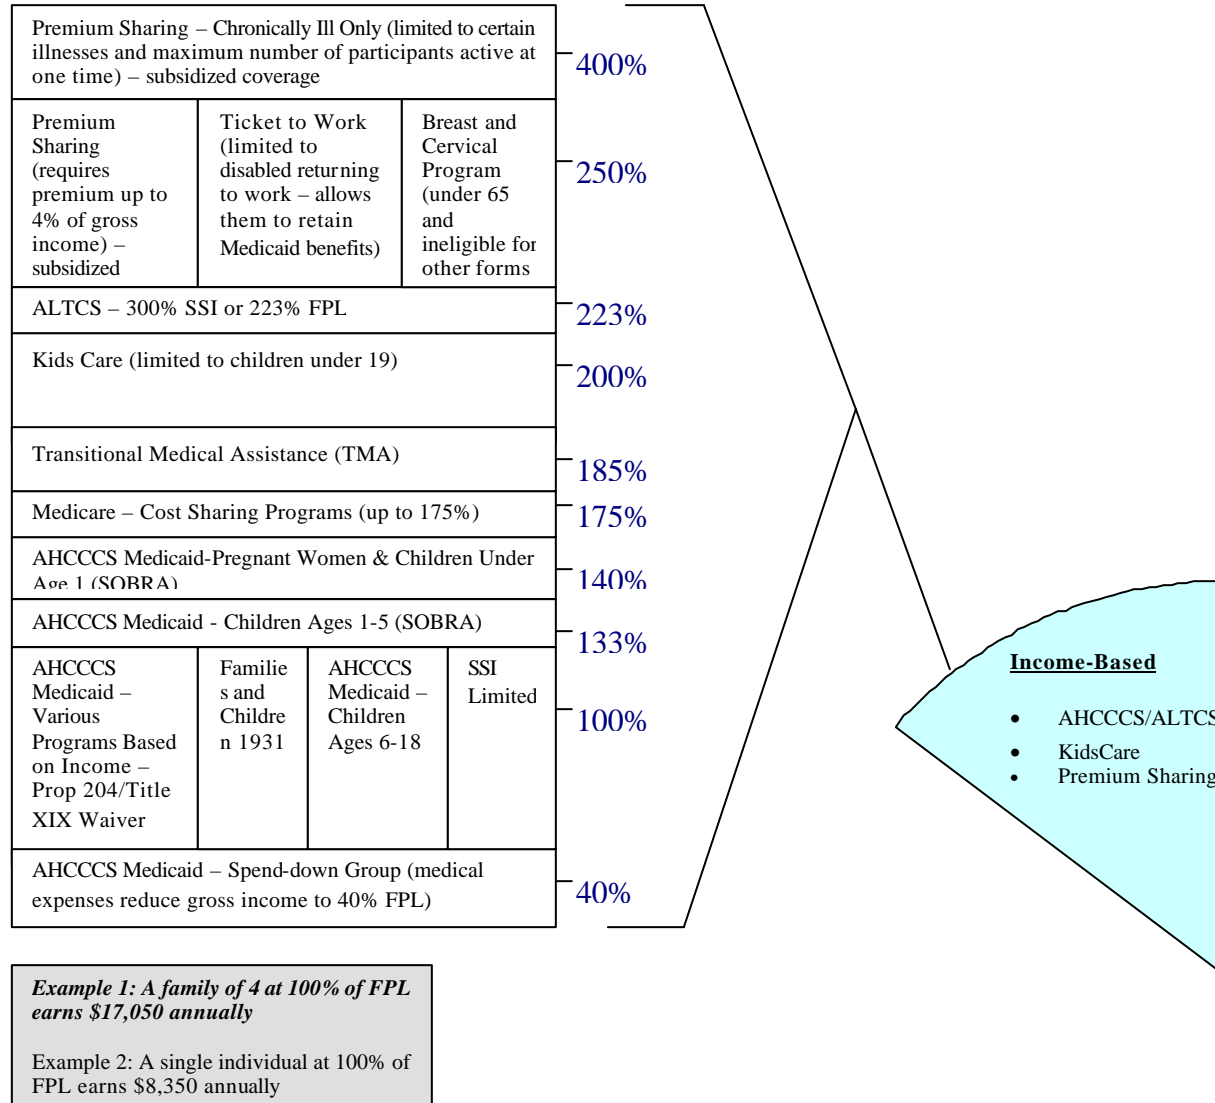 Premium Sharing – Chronically Ill Only (limited to certain
illnesses and maximum number of participants active at
one time) – subsidized coverage
400%
Premium
Sharing
(requires
premium up to
4% of gross
income) –
subsidized
Ticket to Work
(limited to
disabled returning
to work – allows
them to retain
Medicaid benefits)
Breast and
Cervical
Program
(under 65
and
ineligible for
other forms
250%
ALTCS – 300% SSI or 223% FPL
223%
Kids Care (limited to children under 19)
200%
Transitional Medical Assistance (TMA)
185%
Medicare – Cost Sharing Programs (up to 175%)
175%
AHCCCS Medicaid-Pregnant Women & Children Under
Age 1 (SOBRA)
140%
AHCCCS Medicaid - Children Ages 1-5 (SOBRA)
133%
AHCCCS
Medicaid –
Various
Programs Based
on Income –
Prop 204/Title
XIX Waiver
Familie
s and
Childre
n 1931
AHCCCS
Medicaid –
Children
Ages 6-18
SSI
Limited
100%
AHCCCS Medicaid – Spend-down Group (medical
expenses reduce gross income to 40% FPL)
40%
Income-Based
• AHCCCS/ALTCS
• KidsCare
• Premium Sharing
Example 1: A family of 4 at 100% of FPL
earns $17,050 annually
Example 2: A single individual at 100% of
FPL earns $8,350 annually